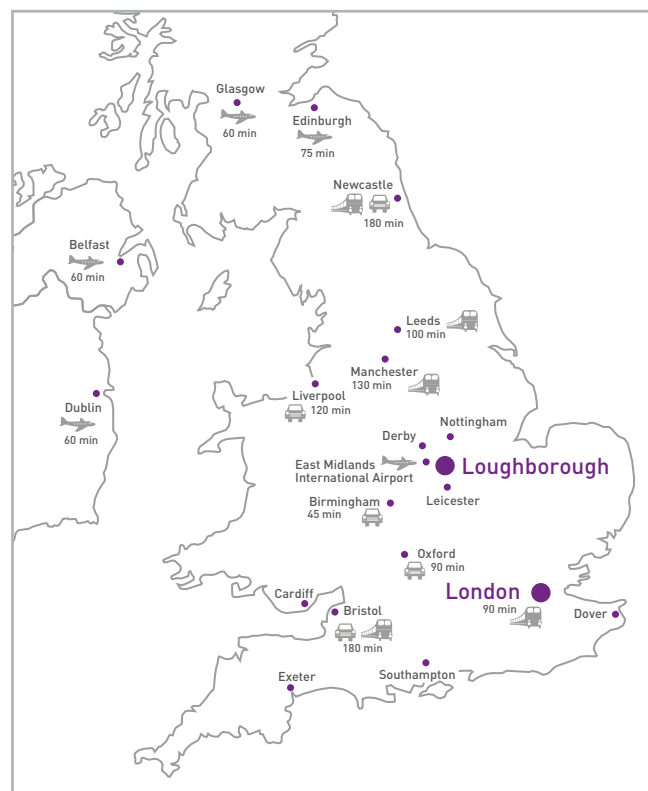 Glasgow
60 min
Edinburgh
75 min
Newcastle
180 min
Belfast
60 min
Leeds
100 min
Manchester
130 min
Liverpool
120 min
Dublin
60 min
Nottingham
Derby
East Midlands
International Airport
Loughborough
Leicester
Birmingham
45 min
Oxford
90 min
London
90 min
Cardiff
Bristol
180 min
Dover
Southampton
Exeter